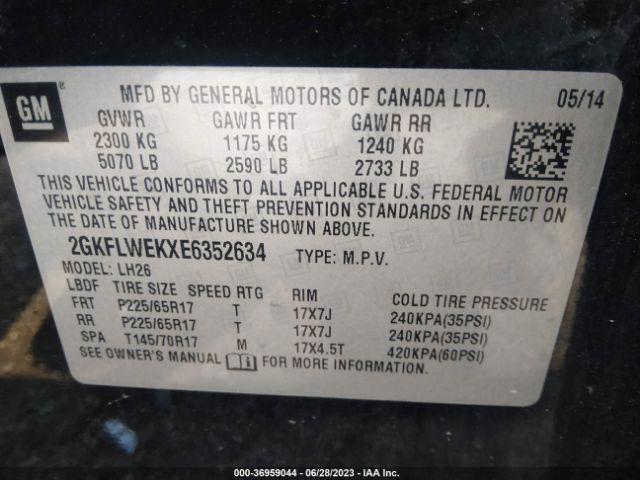 GM ®
MFD BY GENERAL MOTORS OF CANADA LTD. 05/14
GVWR GAWR FRT GAWR RR
2300 KG 1175 KG 1240 KG
5070 LB 2590 LB 2733 LB
THIS VEHICLE CONFORMS TO ALL APPLICABLE U.S. FEDERAL MOTOR
VEHICLE SAFETY AND THEFT PREVENTION STANDARDS IN EFFECT ON
THE DATE OF MANUFACTURE SHOWN ABOVE.
2GKFLWEKXE6352634 TYPE: M.P.V.
MODEL: LH26
LBDF TIRE SIZE SPEED RTG RIM COLD TIRE PRESSURE
FRT P225/65R17 T 17X7J 240KPA(35PSI)
RR P225/65R17 T 17X7J 240KPA(35PSI)
SPA T145/70R17 M 17X4.5T 420KPA(60PSI)
SEE OWNER'S MANUAL FOR MORE INFORMATION.
000-36959044 / 06/28/2023 - IAA Inc.